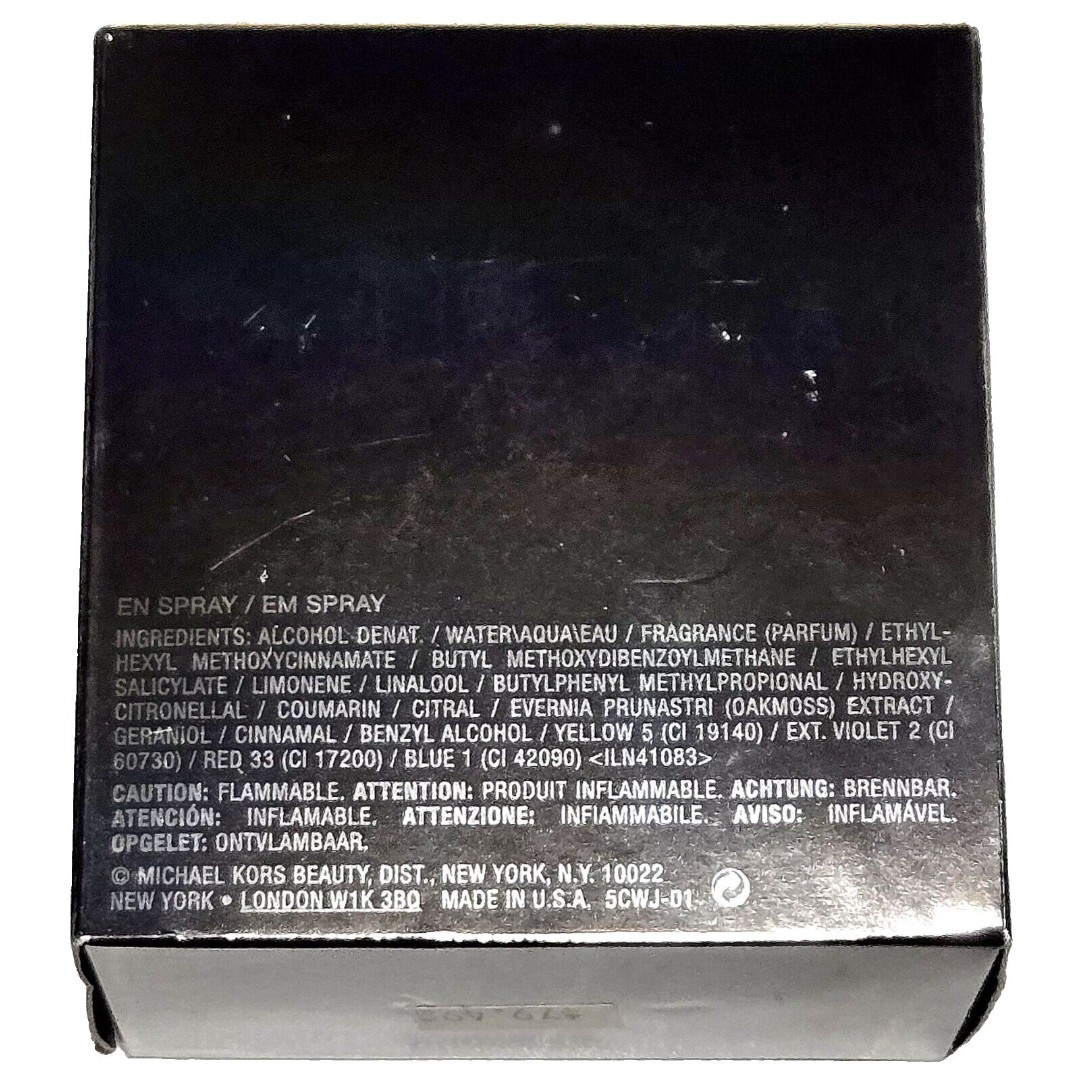 EN SPRAY / EM SPRAY
INGREDIENTS: ALCOHOL DENAT. / WATER\AQUA\EAU / FRAGRANCE (PARFUM) / ETHYL-
HEXYL METHOXYCINNAMATE / BUTYL METHOXYDIBENZOYLMETHANE / ETHYLHEXYL
SALICYLATE / LIMONENE / LINALOOL / BUTYLPHENYL METHYLPROPIONAL / HYDROXY-
CITRONELLAL / COUMARIN / CITRAL / EVERNIA PRUNASTRI (OAKMOSS) EXTRACT /
GERANIOL / CINNAMAL / BENZYL ALCOHOL / YELLOW 5 (CI 19140) / EXT. VIOLET 2 (CI
60730) / RED 33 (CI 17200) / BLUE 1 (CI 42090) <ILN41083>
CAUTION: FLAMMABLE. ATTENTION: PRODUIT INFLAMMABLE. ACHTUNG: BRENNBAR.
ATENCIÓN: INFLAMABLE. ATTENZIONE: INFIAMMABILE. AVISO: INFLAMÁVEL.
OPGELET: ONTVLAMBAAR.
© MICHAEL KORS BEAUTY, DIST., NEW YORK, N.Y. 10022
NEW YORK • LONDON W1K 3BQ MADE IN U.S.A. 5CWJ-01